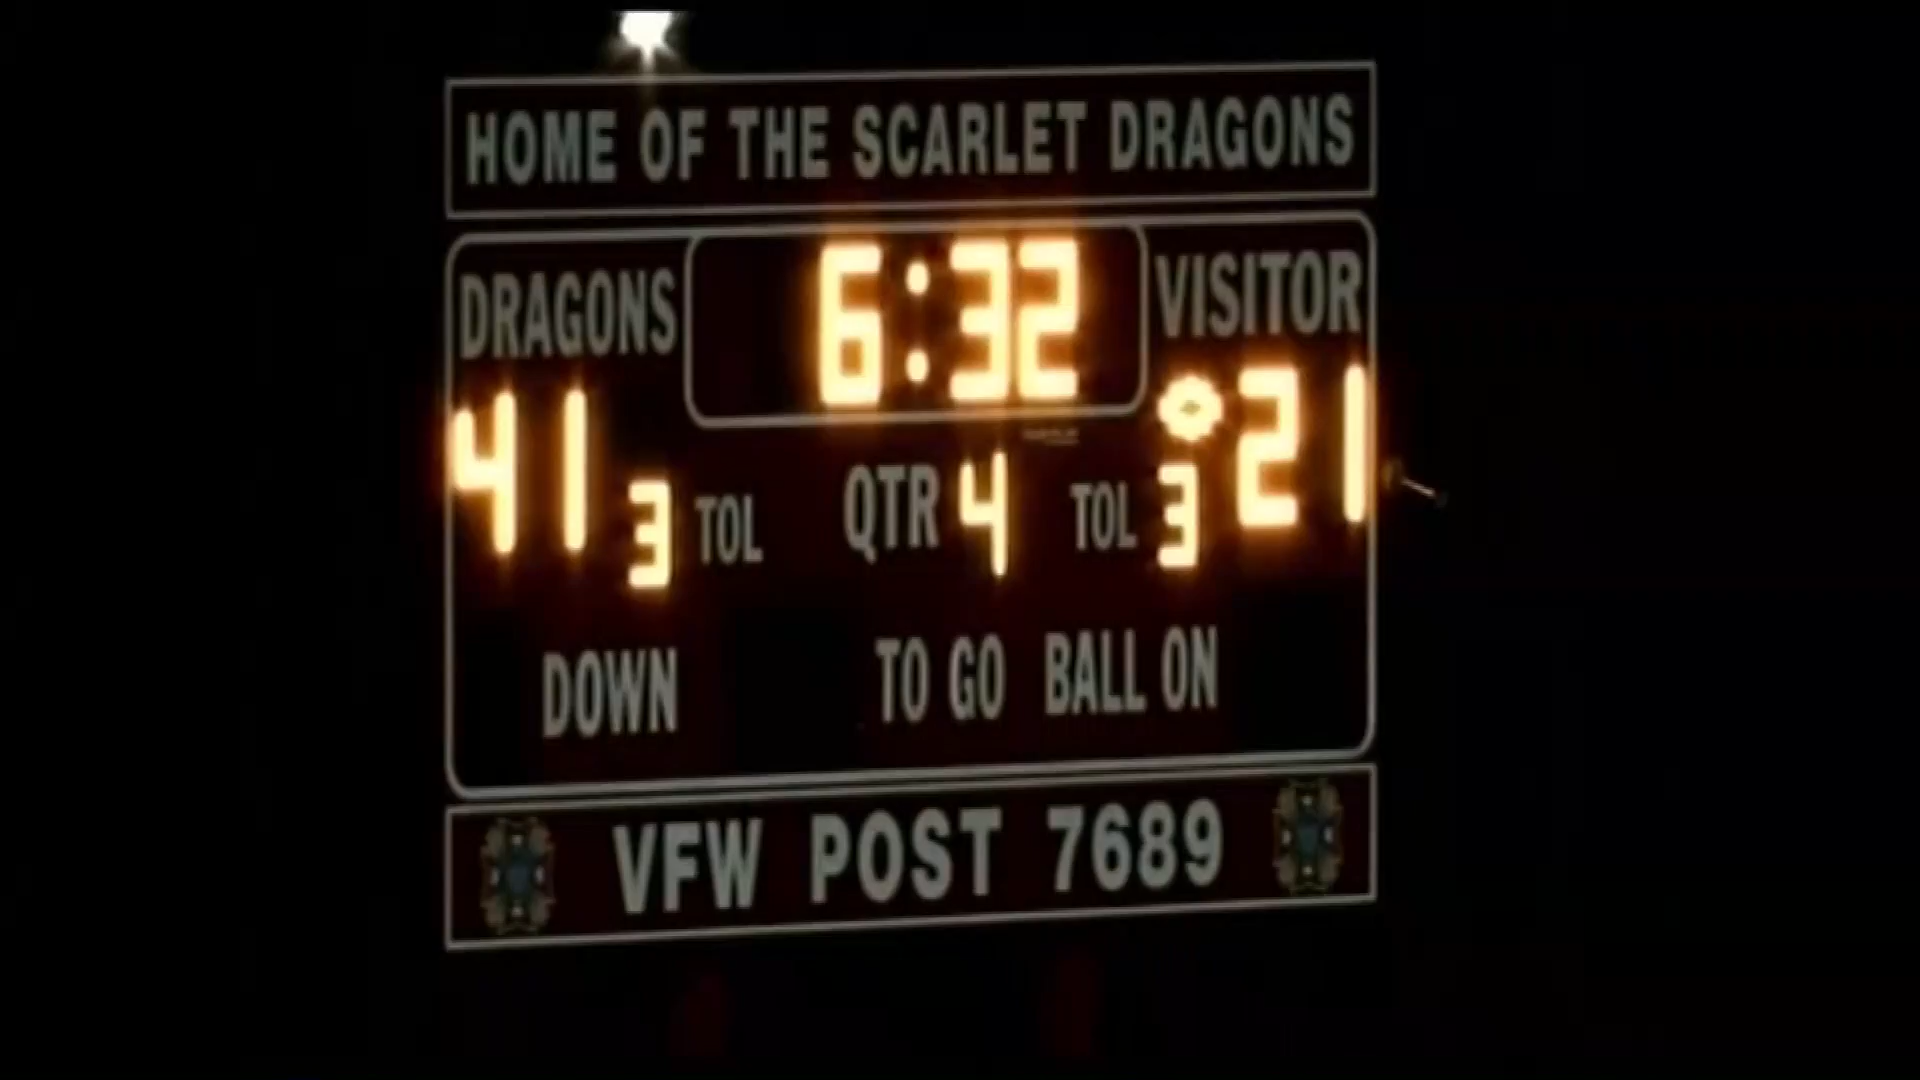 HOME OF THE SCARLET DRAGONS
DRAGONS 6:32 VISITOR
41 3 TOL QTR 4 TOL 3 21
DOWN TO GO BALL ON
VFW POST 7689